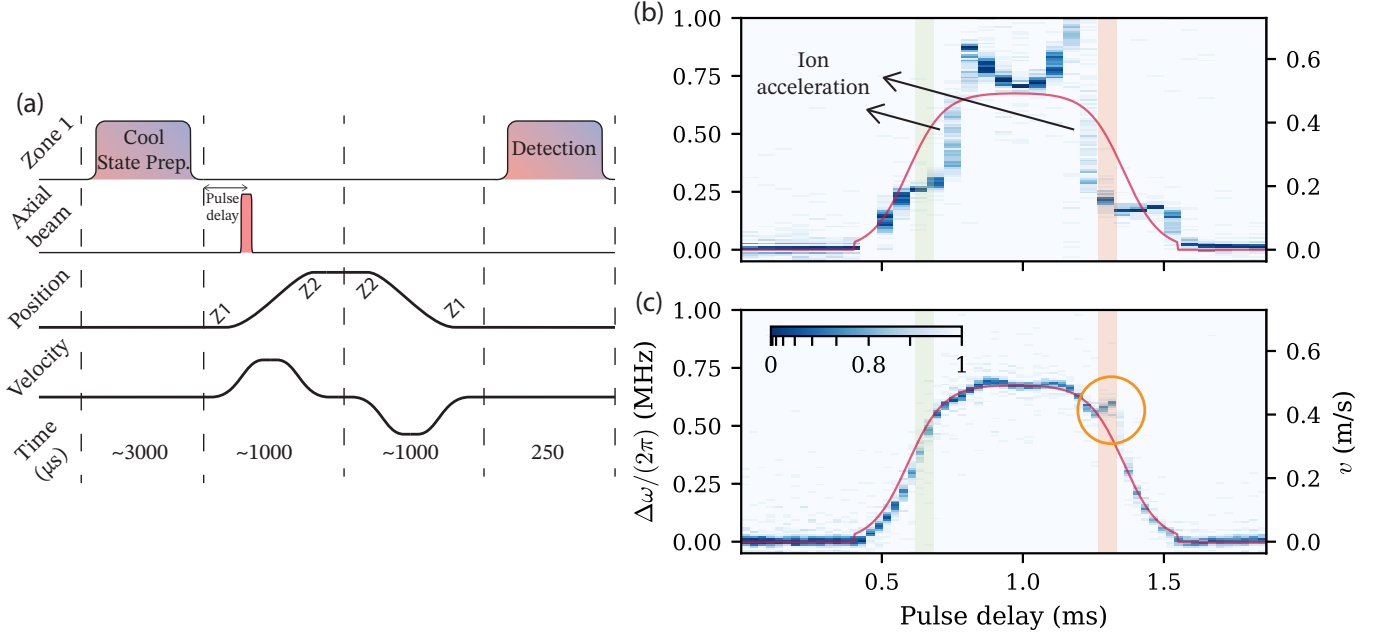 (a)
Zone 1
Cool
State Prep.
Detection
Axial
beam
Pulse
delay
Position
Z1
Z2
Z2
Z1
Velocity
Time
(μs)
~3000
~1000
~1000
250
(b)
1.00
0.75
0.50
0.25
0.00
Ion
acceleration
0.6
0.4
0.2
0.0
(c)
1.00
0.75
0.50
0.25
0.00
Δω/(2π) (MHz)
0
0.8
1
0.6
0.4
0.2
0.0
v (m/s)
0.5
1.0
1.5
Pulse delay (ms)